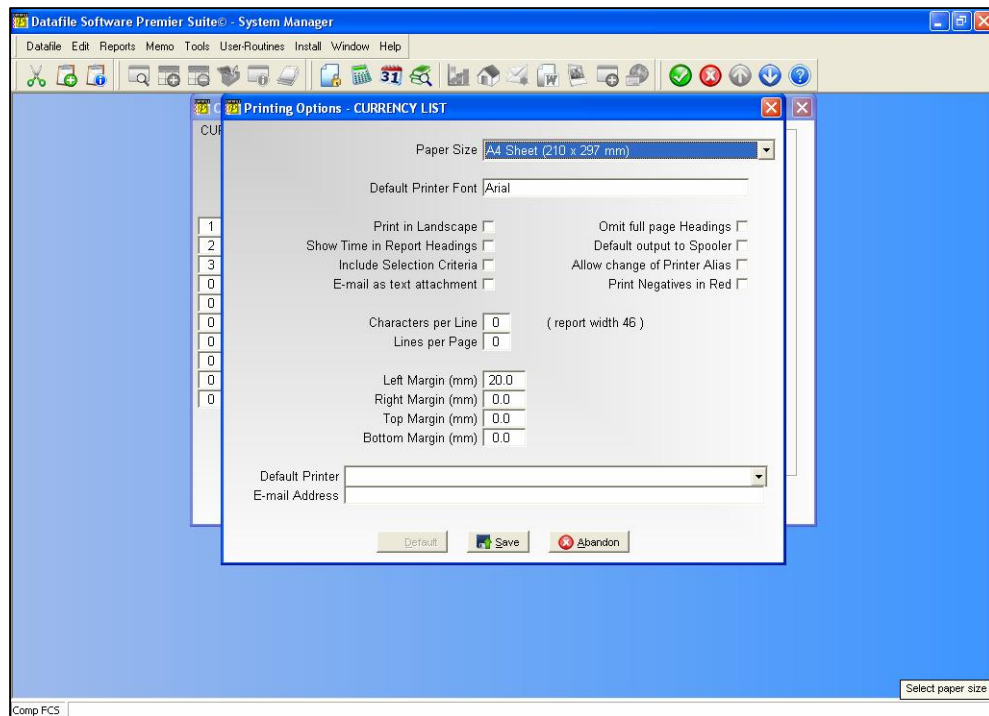 Datafile Software Premier Suite© - System Manager
Datafile Edit Reports Memo Tools User-Routines Install Window Help
31
Printing Options - CURRENCY LIST
Paper Size A4 Sheet (210 x 297 mm)
Default Printer Font Arial
Print in Landscape Omit full page Headings
Show Time in Report Headings Default output to Spooler
Include Selection Criteria Allow change of Printer Alias
E-mail as text attachment Print Negatives in Red
1
2
3
0
0
0
0
0
0
0
Characters per Line 0 ( report width 46 )
Lines per Page 0
Left Margin (mm) 20.0
Right Margin (mm) 0.0
Top Margin (mm) 0.0
Bottom Margin (mm) 0.0
Default Printer
E-mail Address
Default Save Abandon
Select paper size
Comp FCS